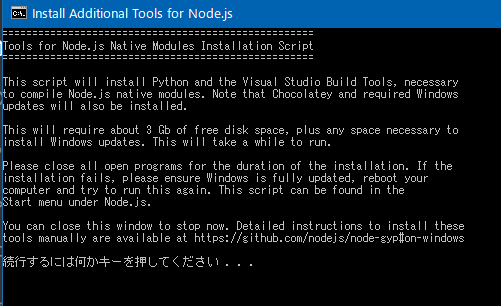 Install Additional Tools for Node.js
====================================================
Tools for Node.js Native Modules Installation Script
====================================================
This script will install Python and the Visual Studio Build Tools, necessary
to compile Node.js native modules. Note that Chocolatey and required Windows
updates will also be installed.
This will require about 3 Gb of free disk space, plus any space necessary to
install Windows updates. This will take a while to run.
Please close all open programs for the duration of the installation. If the
installation fails, please ensure Windows is fully updated, reboot your
computer and try to run this again. This script can be found in the
Start menu under Node.js.
You can close this window to stop now. Detailed instructions to install these
tools manually are available at https://github.com/nodejs/node-gyp#on-windows
続行するには何かキーを押してください . . .